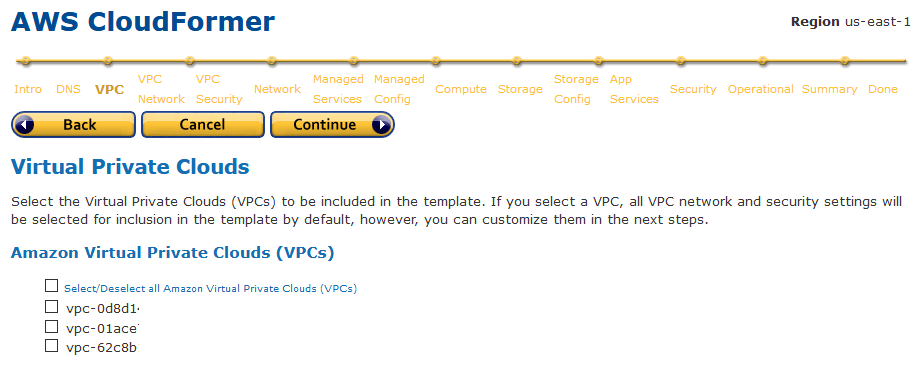 AWS CloudFormer
Region us-east-1
Intro DNS VPC VPC Network VPC Security Network Managed Services Managed Config Compute Storage Storage Config App Services Security Operational Summary Done
Back Cancel Continue
Virtual Private Clouds
Select the Virtual Private Clouds (VPCs) to be included in the template. If you select a VPC, all VPC network and security settings will
be selected for inclusion in the template by default, however, you can customize them in the next steps.
Amazon Virtual Private Clouds (VPCs)
Select/Deselect all Amazon Virtual Private Clouds (VPCs)
vpc-0d8d1
vpc-01ace
vpc-62c8b